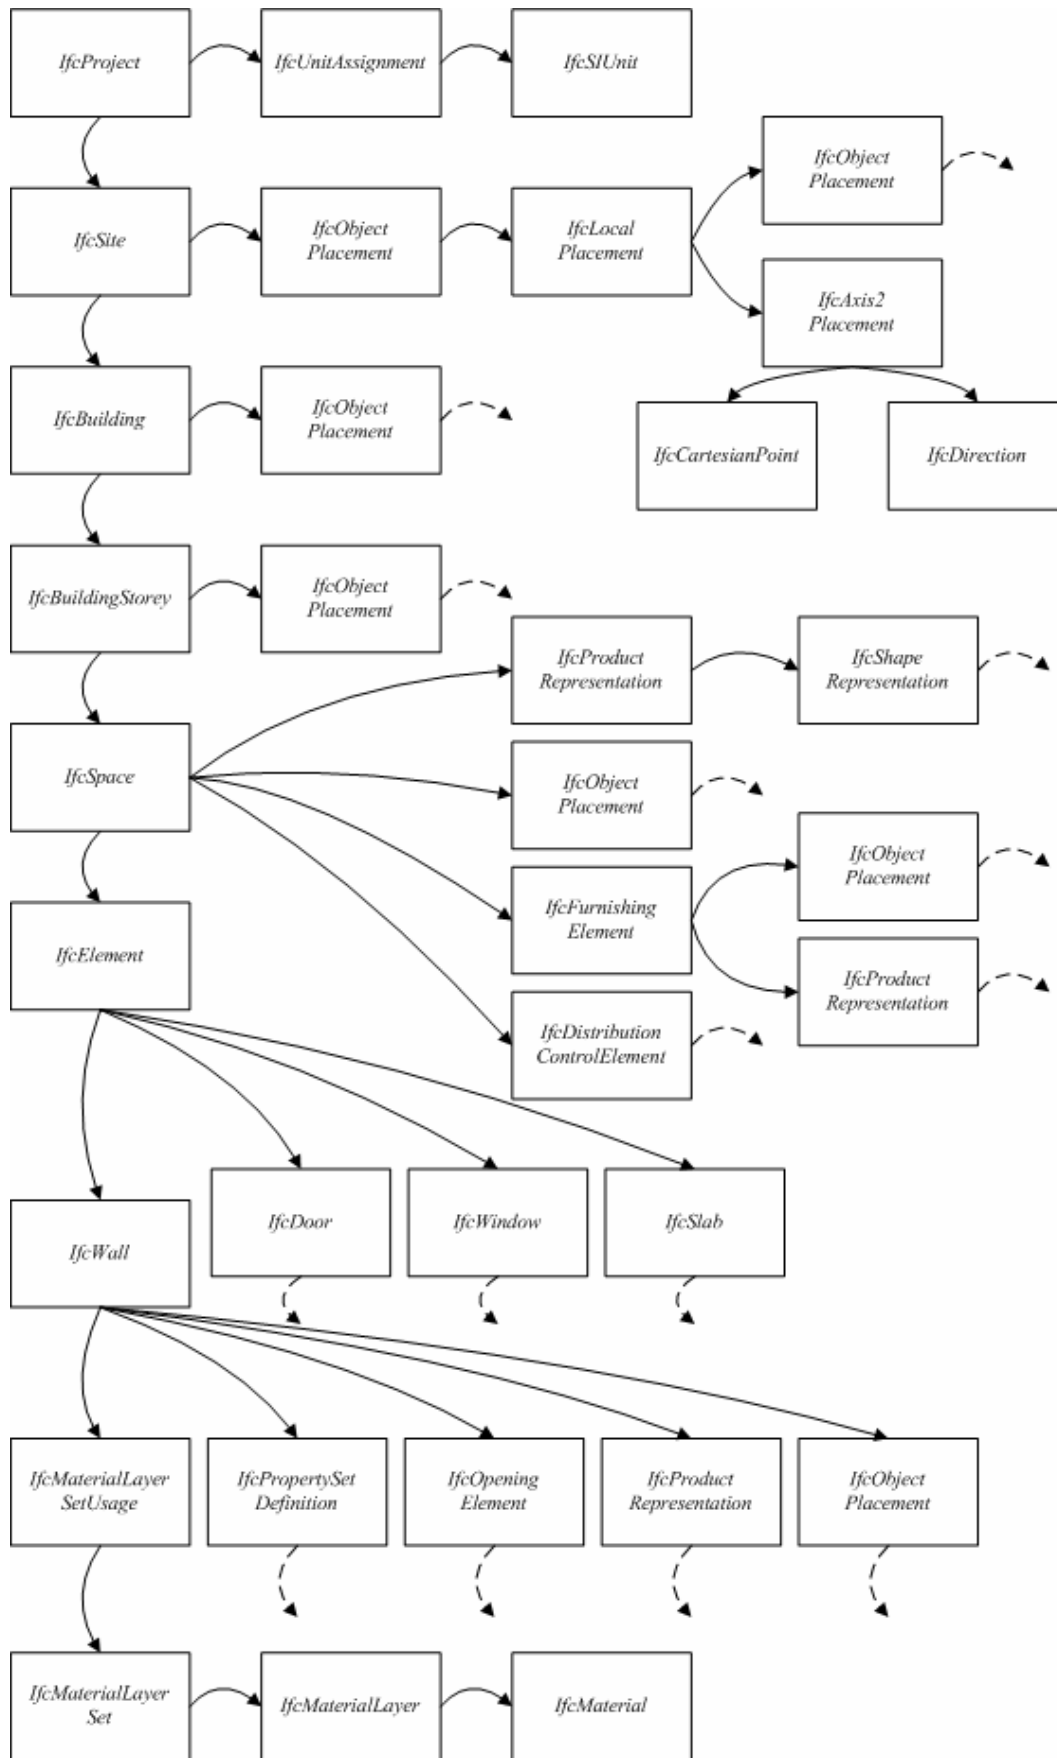 IfcProject
IfcUnitAssignment
IfcSIUnit
IfcObject
Placement
IfcSite
IfcObject
Placement
IfcLocal
Placement
IfcAxis2
Placement
IfcBuilding
IfcObject
Placement
IfcCartesianPoint
IfcDirection
IfcBuildingStorey
IfcObject
Placement
IfcProduct
Representation
IfcShape
Representation
IfcSpace
IfcObject
Placement
IfcObject
Placement
IfcElement
IfcFurnishing
Element
IfcProduct
Representation
IfcDistribution
ControlElement
IfcWall
IfcDoor
IfcWindow
IfcSlab
IfcMaterialLayer
SetUsage
IfcPropertySet
Definition
IfcOpening
Element
IfcProduct
Representation
IfcObject
Placement
IfcMaterialLayer
Set
IfcMaterialLayer
IfcMaterial